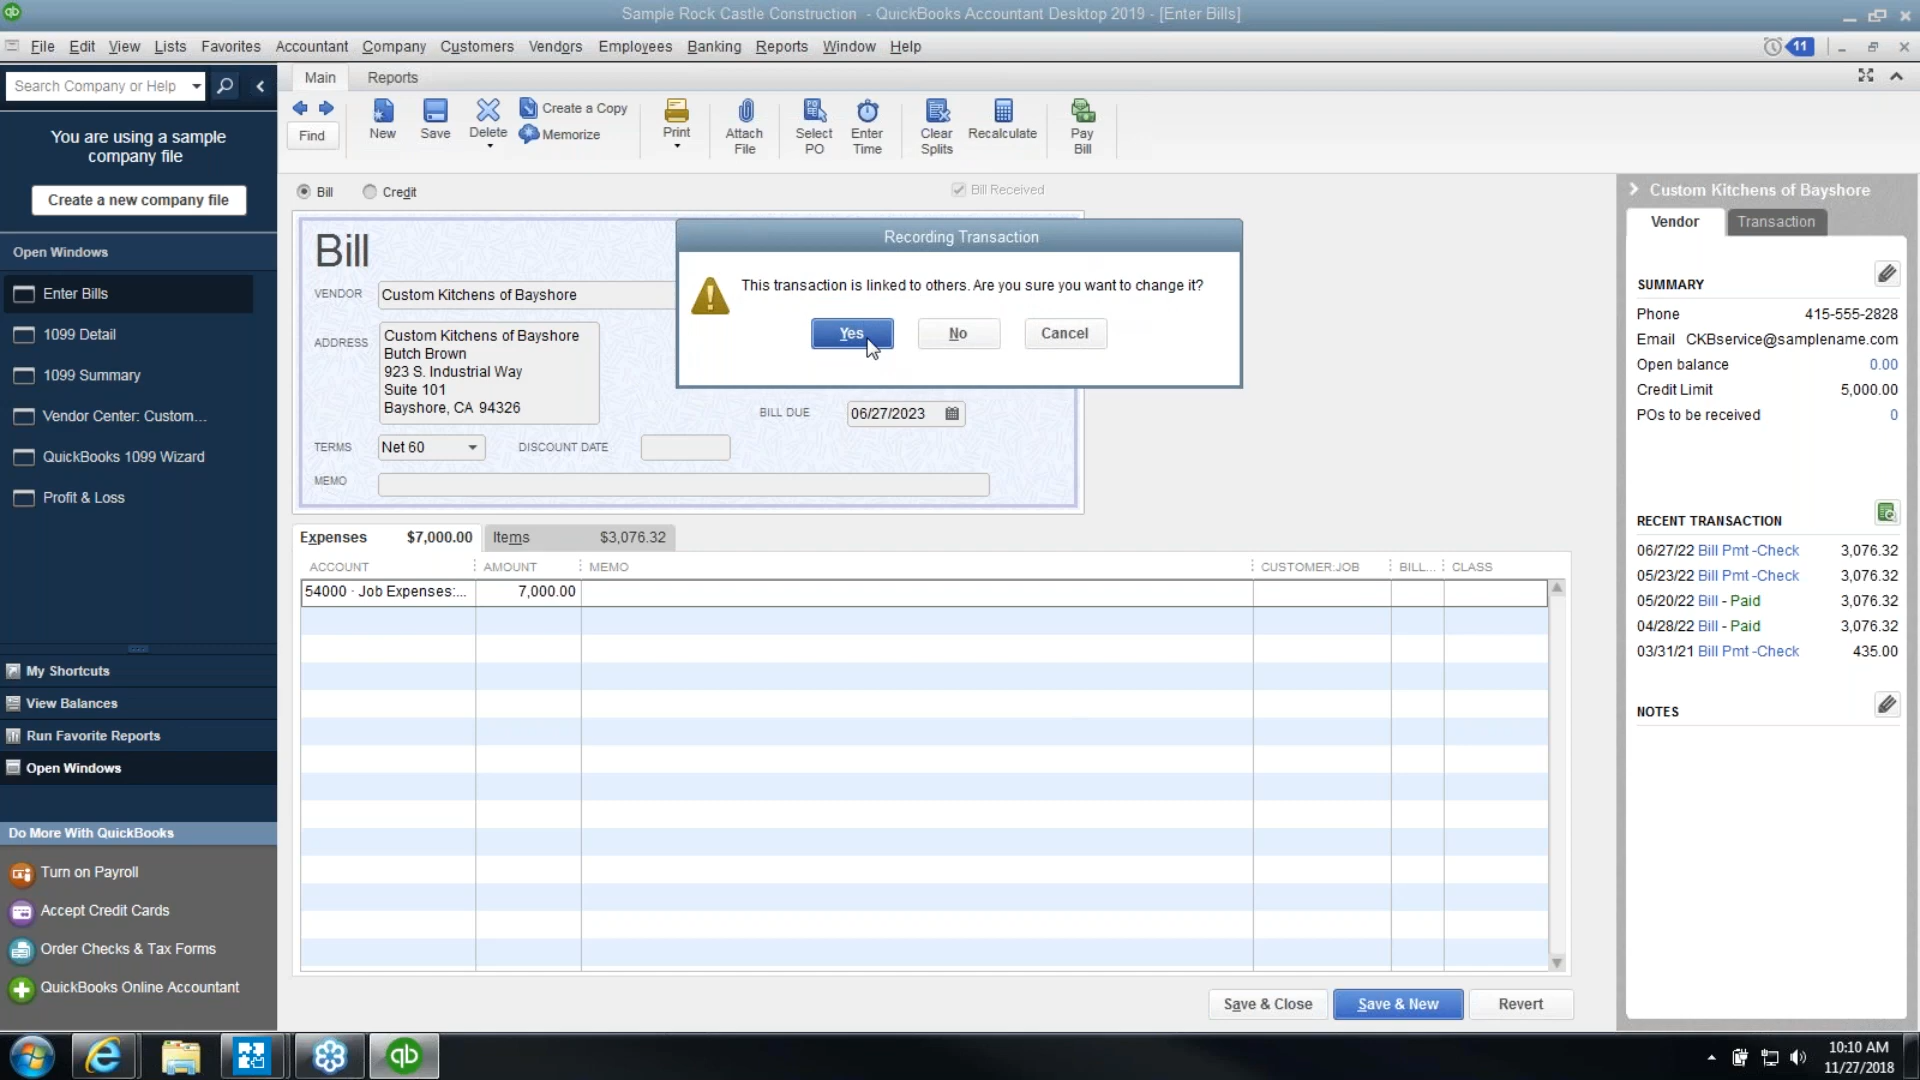 Sample Rock Castle Construction - QuickBooks Accountant Desktop 2019 - [Enter Bills]
File Edit View Lists Favorites Accountant Company Customers Vendors Employees Banking Reports Window Help
11
Search Company or Help
Main
Reports
You are using a sample
company file
Create a new company file
Open Windows
Enter Bills
1099 Detail
1099 Summary
Vendor Center: Custom...
QuickBooks 1099 Wizard
Profit & Loss
My Shortcuts
View Balances
Run Favorite Reports
Open Windows
Do More With QuickBooks
Turn on Payroll
Accept Credit Cards
Order Checks & Tax Forms
QuickBooks Online Accountant
Find
New
Save
Delete
Create a Copy
Memorize
Print
Attach
File
Select
PO
Enter
Time
Clear
Splits
Recalculate
Pay
Bill
Bill
Credit
Bill Received
Bill
VENDOR
Custom Kitchens of Bayshore
ADDRESS
Custom Kitchens of Bayshore
Butch Brown
923 S. Industrial Way
Suite 101
Bayshore, CA 94326
BILL DUE
06/27/2023
TERMS
Net 60
DISCOUNT DATE
MEMO
Recording Transaction
This transaction is linked to others. Are you sure you want to change it?
Yes
No
Cancel
Expenses $7,000.00
Items $3,076.32
ACCOUNT AMOUNT MEMO CUSTOMER:JOB BILL... CLASS
54000 · Job Expenses:... 7,000.00
Save & Close
Save & New
Revert
Custom Kitchens of Bayshore
Vendor
Transaction
SUMMARY
Phone 415-555-2828
Email CKBservice@samplename.com
Open balance 0.00
Credit Limit 5,000.00
POs to be received 0
RECENT TRANSACTION
06/27/22 Bill Pmt -Check 3,076.32
05/23/22 Bill Pmt -Check 3,076.32
05/20/22 Bill - Paid 3,076.32
04/28/22 Bill - Paid 3,076.32
03/31/21 Bill Pmt -Check 435.00
NOTES
qb
10:10 AM
11/27/2018